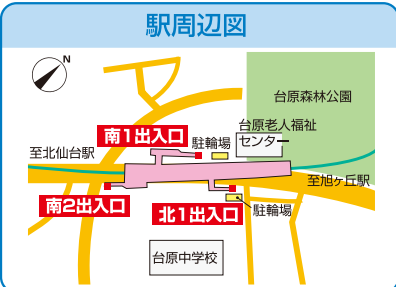 駅周辺図
N
台原森林公園
台原老人福祉
センター
南1出入口
駐輪場
至北仙台駅
至旭ヶ丘駅
南2出入口
北1出入口
駐輪場
台原中学校